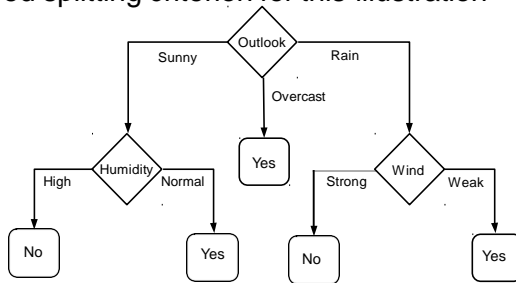 ed splitting criterion for this illustration
Outlook
Sunny
Rain
Overcast
Humidity
Yes
Wind
High
Normal
Strong
Weak
No
Yes
No
Yes